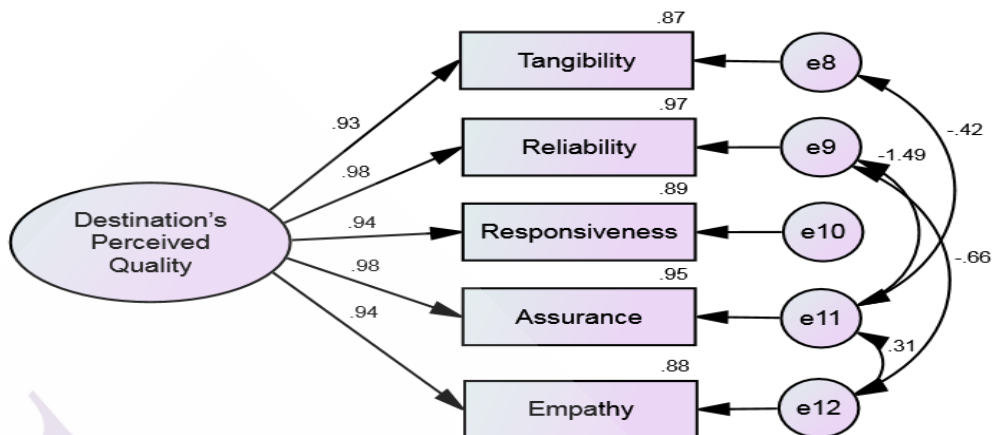 .87
Tangibility
e8
.93
.97
-.42
Reliability
e9
-1.49
.98
.89
Destination's
Perceived
Quality
.94
Responsiveness
e10
-.66
.98
.95
Assurance
e11
.94
.31
.88
Empathy
e12